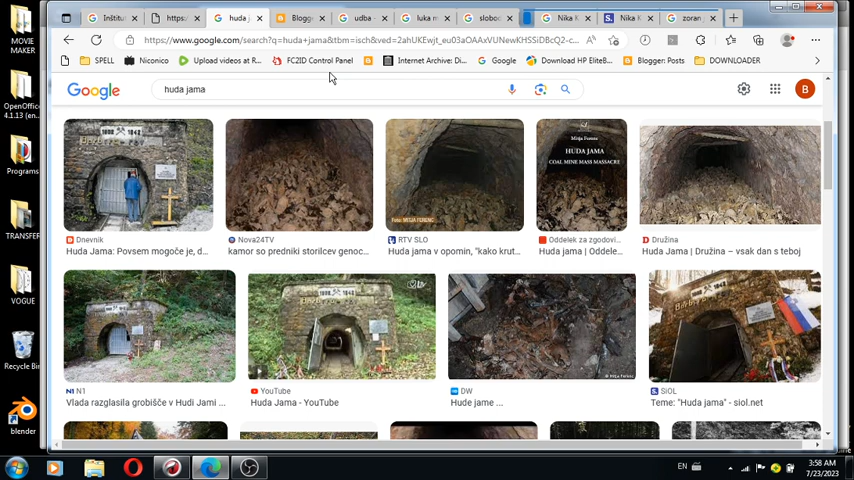 Inštitu
https:
huda j
Blogge
udba
luka m
slobo
Nika K
Nika K
zoran
https://www.google.com/search?q=huda+jama&tbm=isch&ved=2ahUKEwjt_eu03aOAAxVUNewKHSSiDBcQ2-c...
SPELL
Niconico
Upload videos at R...
FC2ID Control Panel
Internet Archive: Di...
Google
Download HP EliteB...
Blogger: Posts
DOWNLOADER
Google
huda jama
B
Dnevnik
Huda Jama: Povsem mogoče je, d...
Nova24TV
kamor so predniki storilcev genoc...
Foto: MITJA FERENC
RTV SLO
Huda jama v opomin, "kako krut...
Mitja Ferenc
HUDA JAMA
COAL MINE MASS MASSACRE
Oddelek za zgodovi...
Huda jama | Oddele...
Družina
Huda Jama | Družina – vsak dan s teboj
N1
Vlada razglasila grobišče v Hudi Jami ...
YouTube
Huda Jama - YouTube
DW
Hude jame ...
SIOL
Teme: "Huda jama" - siol.net
MOVIE
MAKER
OpenOffice
4.1.13 (en...
Programs
TRANSFER
VOGUE
Recycle Bin
blender
EN
3:58 AM
7/23/2023